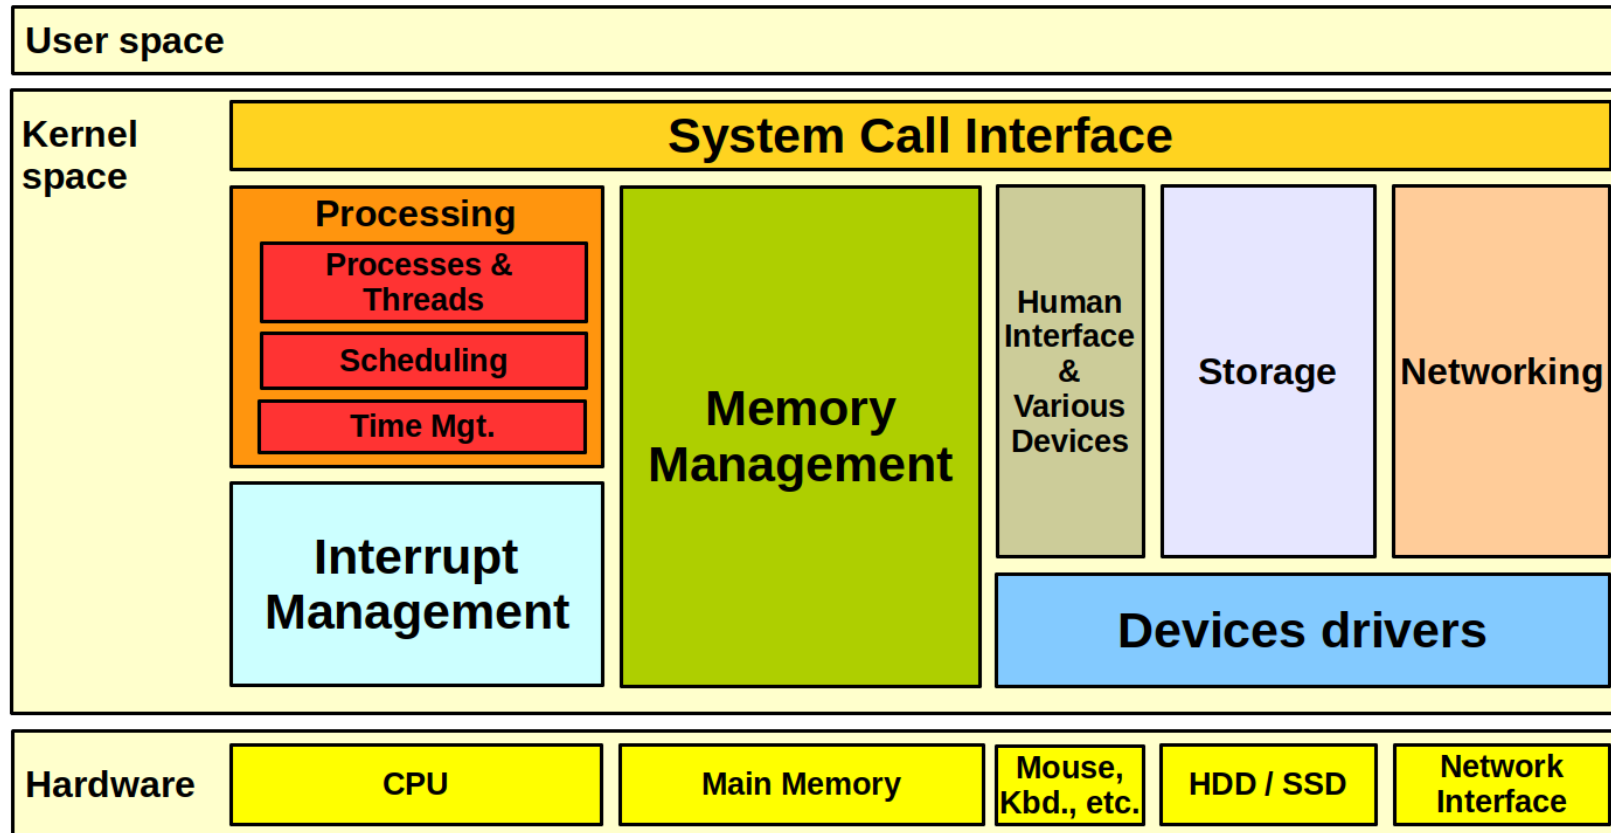 User space
Kernel
space
System Call Interface
Processing
Processes &
Threads
Scheduling
Time Mgt.
Interrupt
Management
Memory
Management
Human
Interface
&
Various
Devices
Storage
Networking
Devices drivers
Hardware
CPU
Main Memory
Mouse,
Kbd., etc.
HDD / SSD
Network
Interface